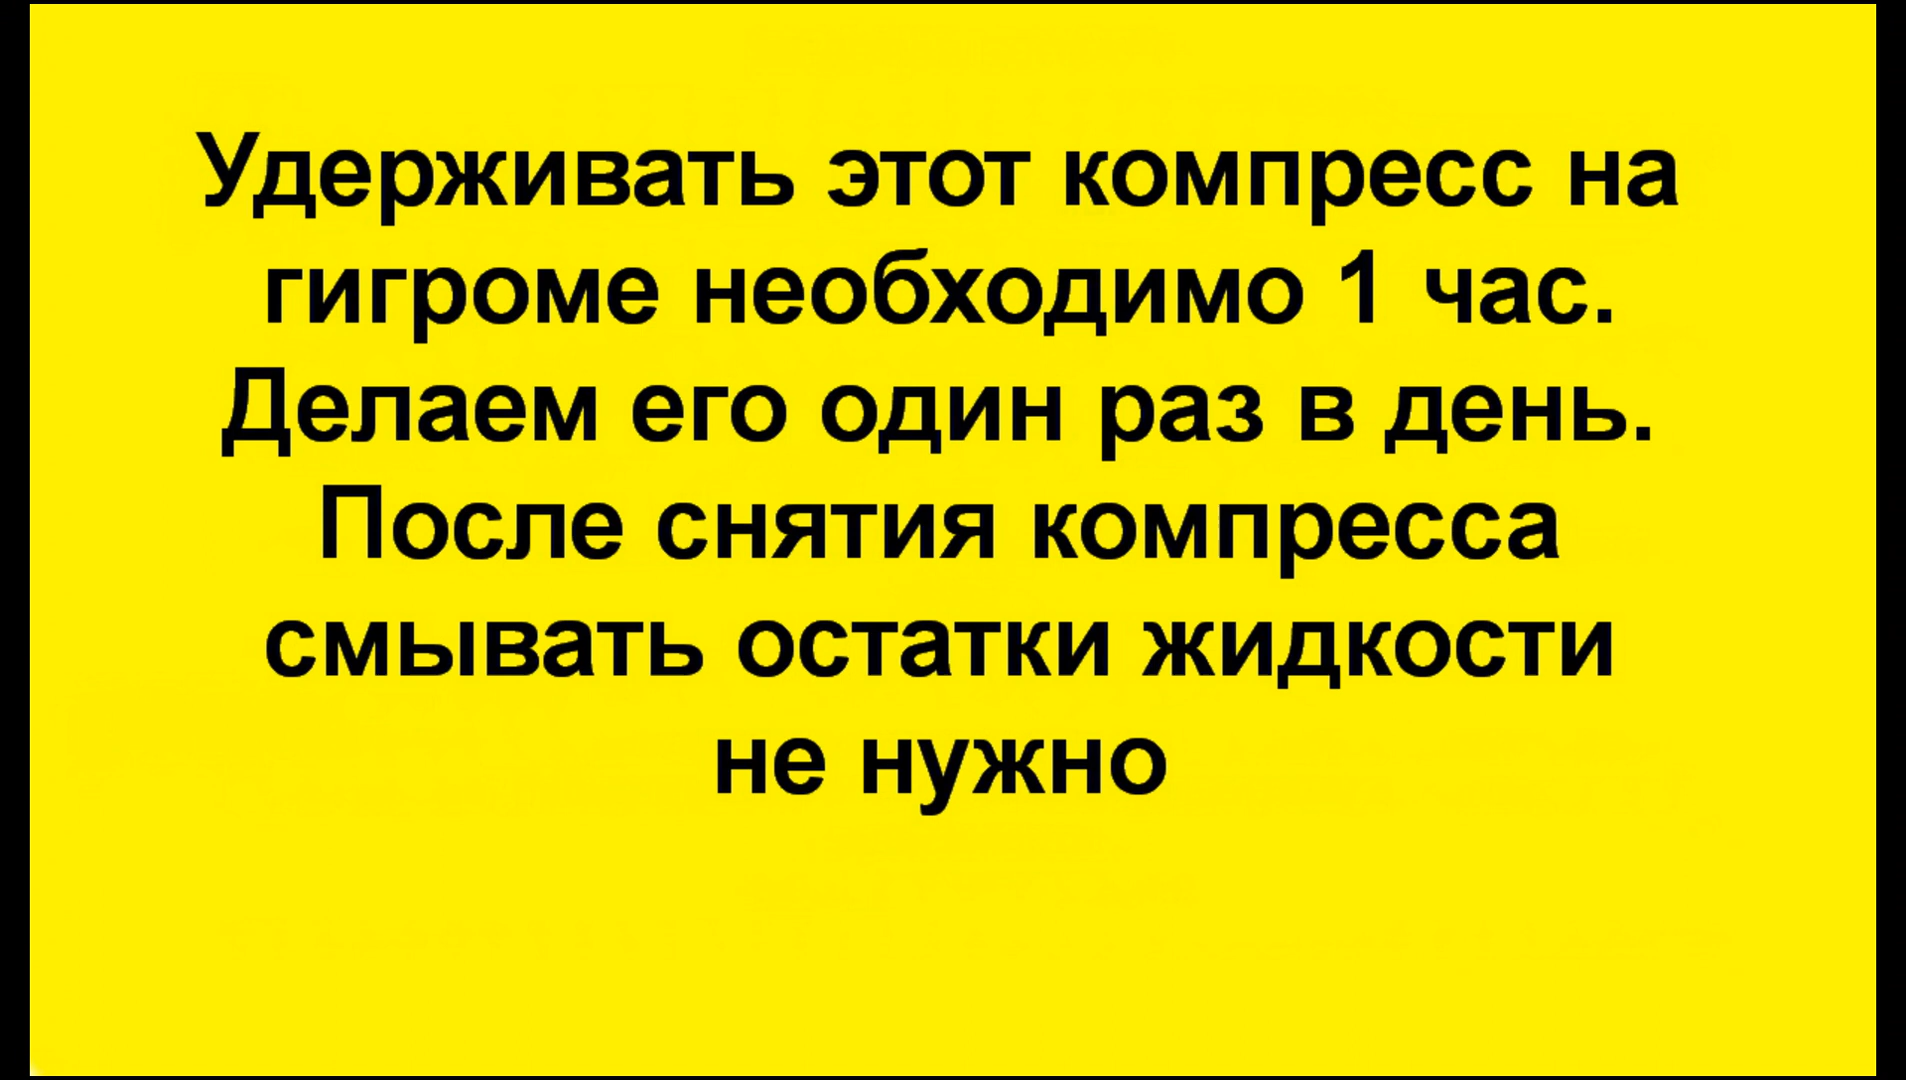 Удерживать этот компресс на
гигроме необходимо 1 час.
Делаем его один раз в день.
После снятия компресса
смывать остатки жидкости
не нужно